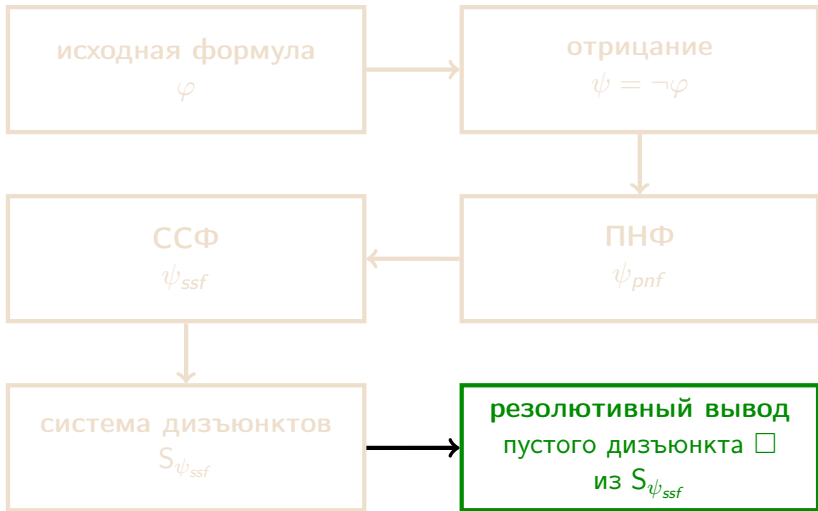 исходная формула
φ
отрицание
ψ = ¬φ
ССФ
ψ_ssf
ПНФ
ψ_pnf
система дизъюнктов
S_ψ_ssf
резолютивный вывод
пустого дизъюнкта □
из S_ψ_ssf